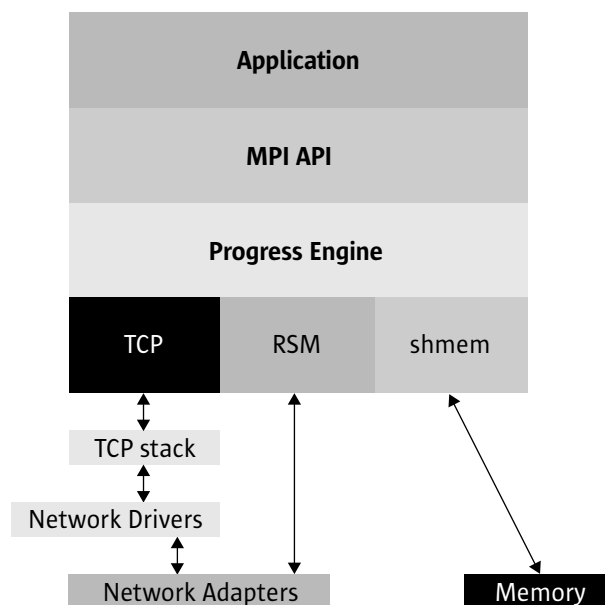 Application
MPI API
Progress Engine
TCP
RSM
shmem
TCP stack
Network Drivers
Network Adapters
Memory